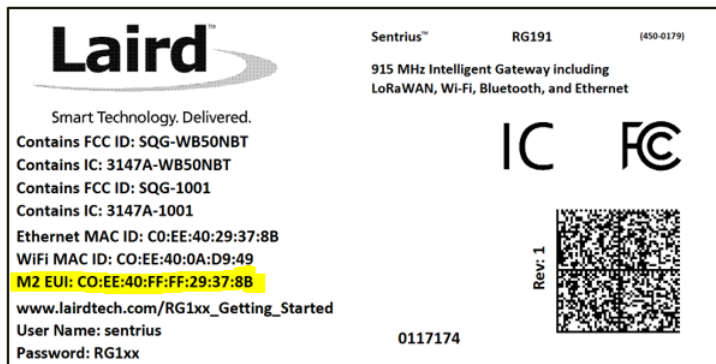 Laird™
Smart Technology. Delivered.
Contains FCC ID: SQG-WB50NBT
Contains IC: 3147A-WB50NBT
Contains FCC ID: SQG-1001
Contains IC: 3147A-1001
Ethernet MAC ID: C0:EE:40:29:37:8B
WiFi MAC ID: CO:EE:40:0A:D9:49
M2 EUI: CO:EE:40:FF:FF:29:37:8B
www.lairdtech.com/RG1xx_Getting_Started
User Name: sentrius
Password: RG1xx
Sentrius™ RG191 (450-0179)
915 MHz Intelligent Gateway including
LoRaWAN, Wi-Fi, Bluetooth, and Ethernet
IC FC
Rev: 1
0117174